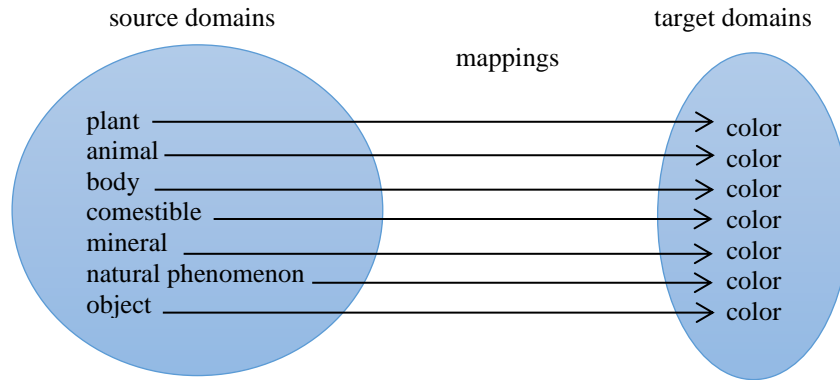 source domains
target domains
mappings
plant
color
animal
color
body
color
comestible
color
mineral
color
natural phenomenon
color
object
color